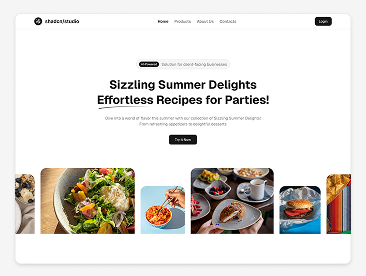 shadcn/studio
Home Products About Us Contacts
Login
AI-Powered Solution for client-facing businesses
Sizzling Summer Delights
Effortless Recipes for Parties!
Dive into a world of flavor this summer with our collection of Sizzling Summer Delights!
From refreshing appetizers to delightful desserts
Try It Now